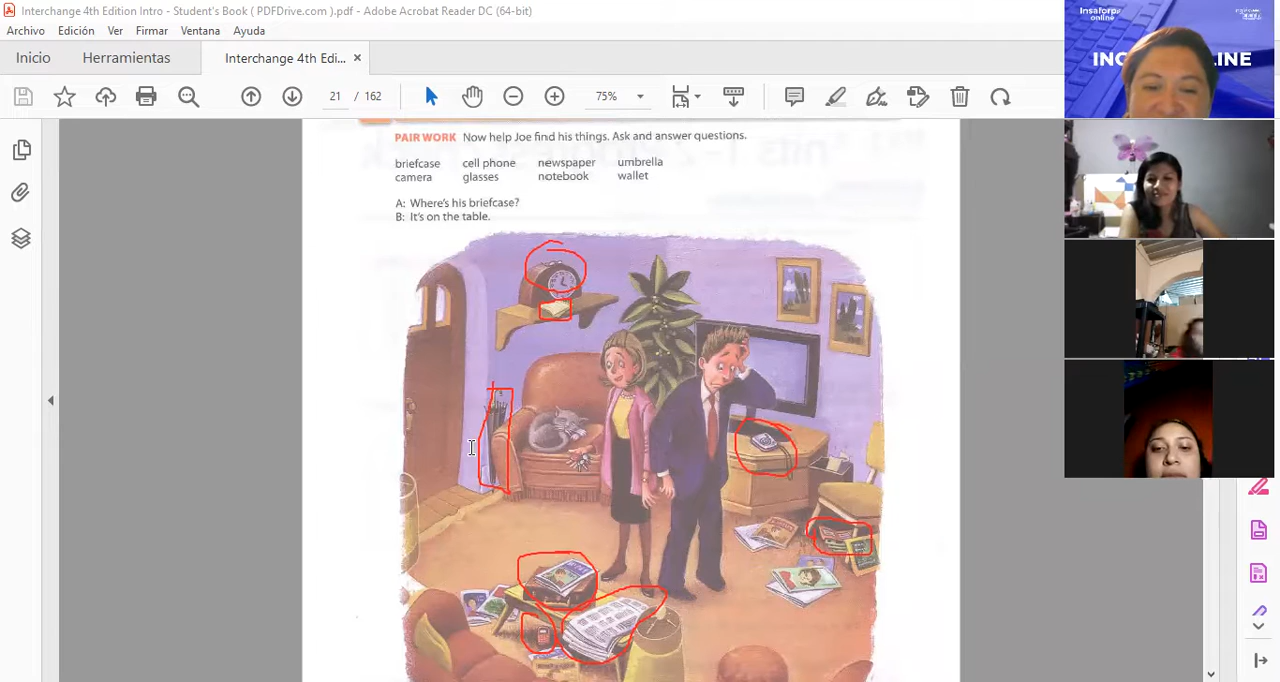 Interchange 4th Edition Intro - Student's Book ( PDFDrive.com ).pdf - Adobe Acrobat Reader DC (64-bit)
Archivo Edición Ver Firmar Ventana Ayuda
Inicio Herramientas Interchange 4th Edi... ×
21 / 162 75%
PAIR WORK Now help Joe find his things. Ask and answer questions.
briefcase cell phone newspaper umbrella
camera glasses notebook wallet
A: Where's his briefcase?
B: It's on the table.
Insaforp
online
LINE